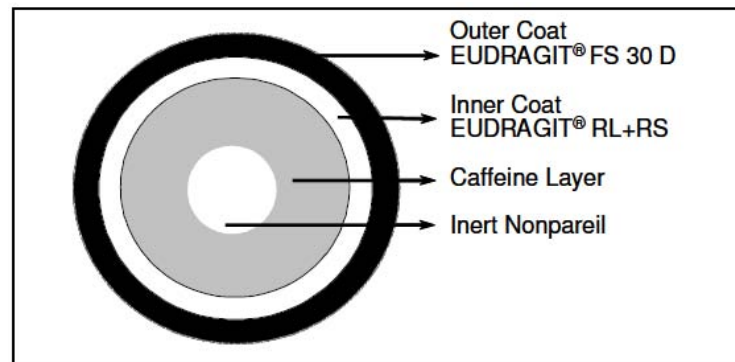 Outer Coat
EUDRAGIT® FS 30 D
Inner Coat
EUDRAGIT® RL+RS
Caffeine Layer
Inert Nonpareil